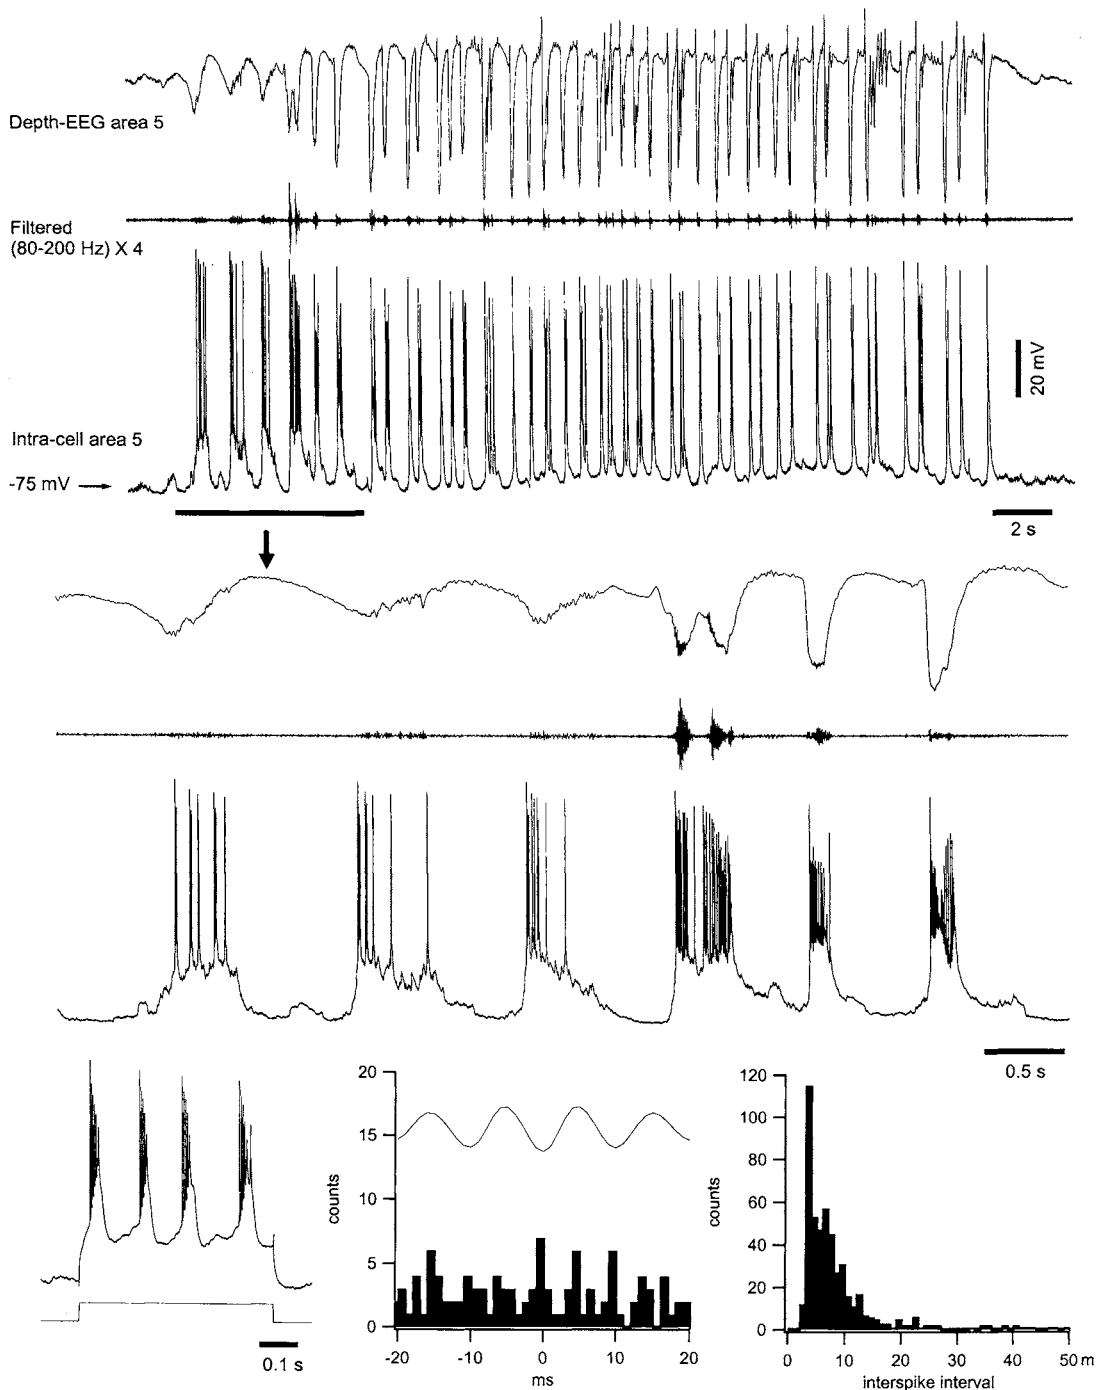 Depth-EEG area 5
Filtered
(80-200 Hz) X 4
20 mV
Intra-cell area 5
-75 mV
2 s
0.5 s
0.1 s
20
15
10
5
0
counts
-20 -10 0 10 20
ms
120
100
80
60
40
20
0
counts
0 10 20 30 40 50 m
interspike interval